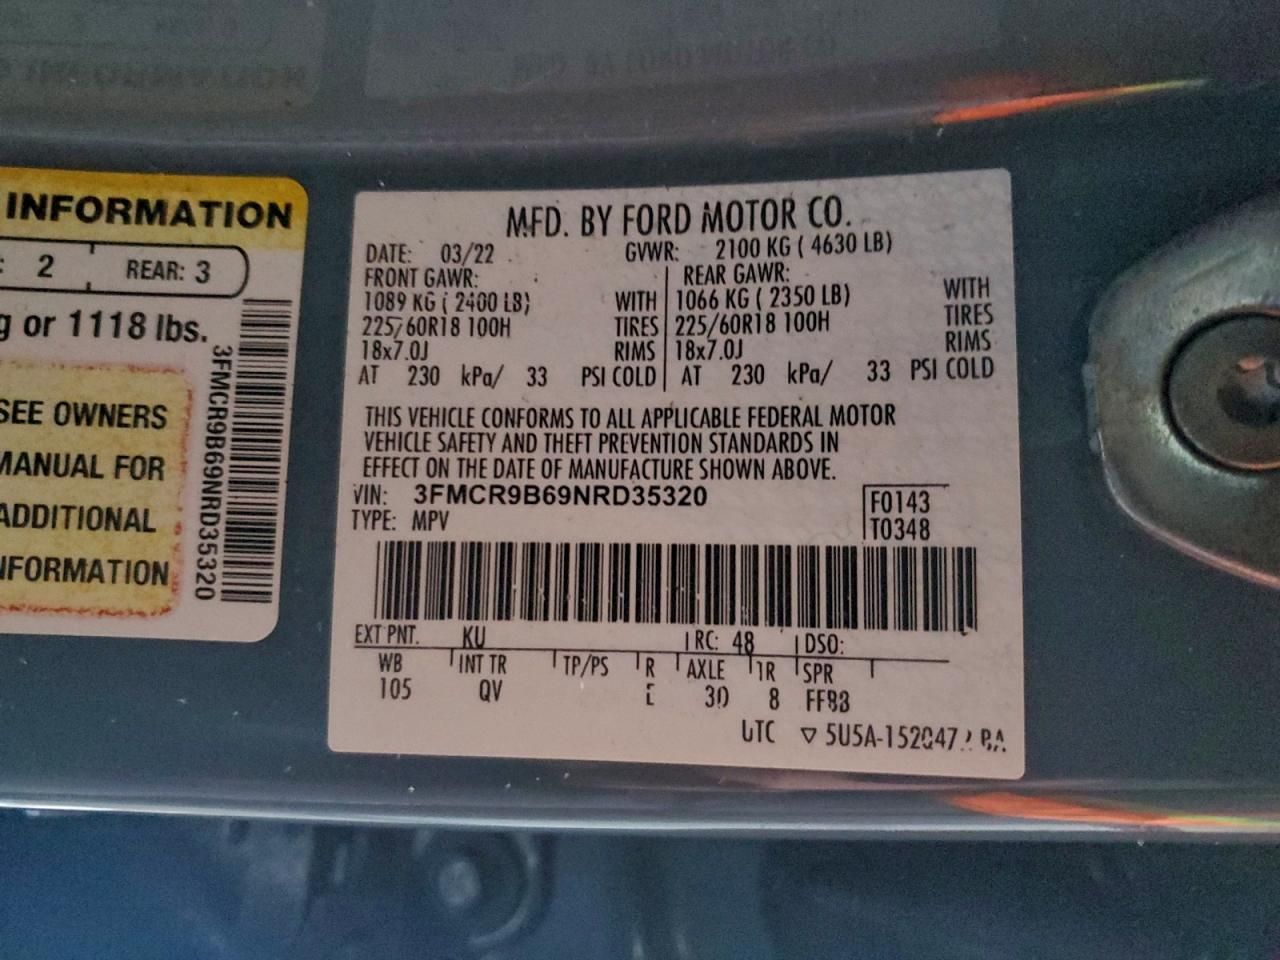 INFORMATION
: 2 REAR: 3
g or 1118 lbs.
SEE OWNERS
MANUAL FOR
ADDITIONAL
INFORMATION
3FMCR9B69NRD35320
MFD. BY FORD MOTOR CO.
DATE: 03/22 GVWR: 2100 KG ( 4630 LB)
FRONT GAWR: REAR GAWR:
1089 KG ( 2400 LB) WITH 1066 KG ( 2350 LB) WITH
225/60R18 100H TIRES 225/60R18 100H TIRES
18x7.0J RIMS 18x7.0J RIMS
AT 230 kPa/ 33 PSI COLD AT 230 kPa/ 33 PSI COLD
THIS VEHICLE CONFORMS TO ALL APPLICABLE FEDERAL MOTOR
VEHICLE SAFETY AND THEFT PREVENTION STANDARDS IN
EFFECT ON THE DATE OF MANUFACTURE SHOWN ABOVE.
VIN: 3FMCR9B69NRD35320 F0143
TYPE: MPV T0348
EXT PNT. KU RC: 48 DSO:
WB INT TR TP/PS R AXLE TR SPR
105 QV E 30 8
UTC ▽